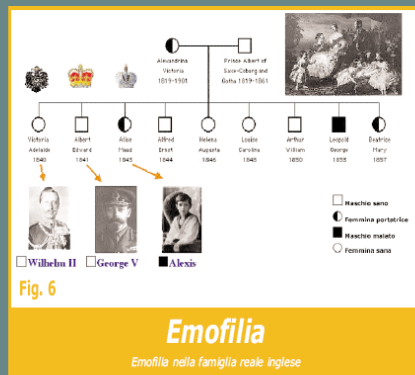 Alexandrina
Victoria
1819-1901
Prince Albert of
Saxe-Coburg and
Gotha 1819-1861
Victoria
Adelaide
1840
Albert
Edward
1841
Alice
Maud
1843
Alfred
Ernst
1844
Helena
Augusta
1846
Louise
Carolina
1848
Arthur
William
1850
Leopold
George
1853
Beatrice
Mary
1857
Maschio sano
Femmina portatrice
Maschio malato
Femmina sana
Wilhelm II
George V
Alexis
Fig. 6
Emofilia
Emofilia nella famiglia reale inglese